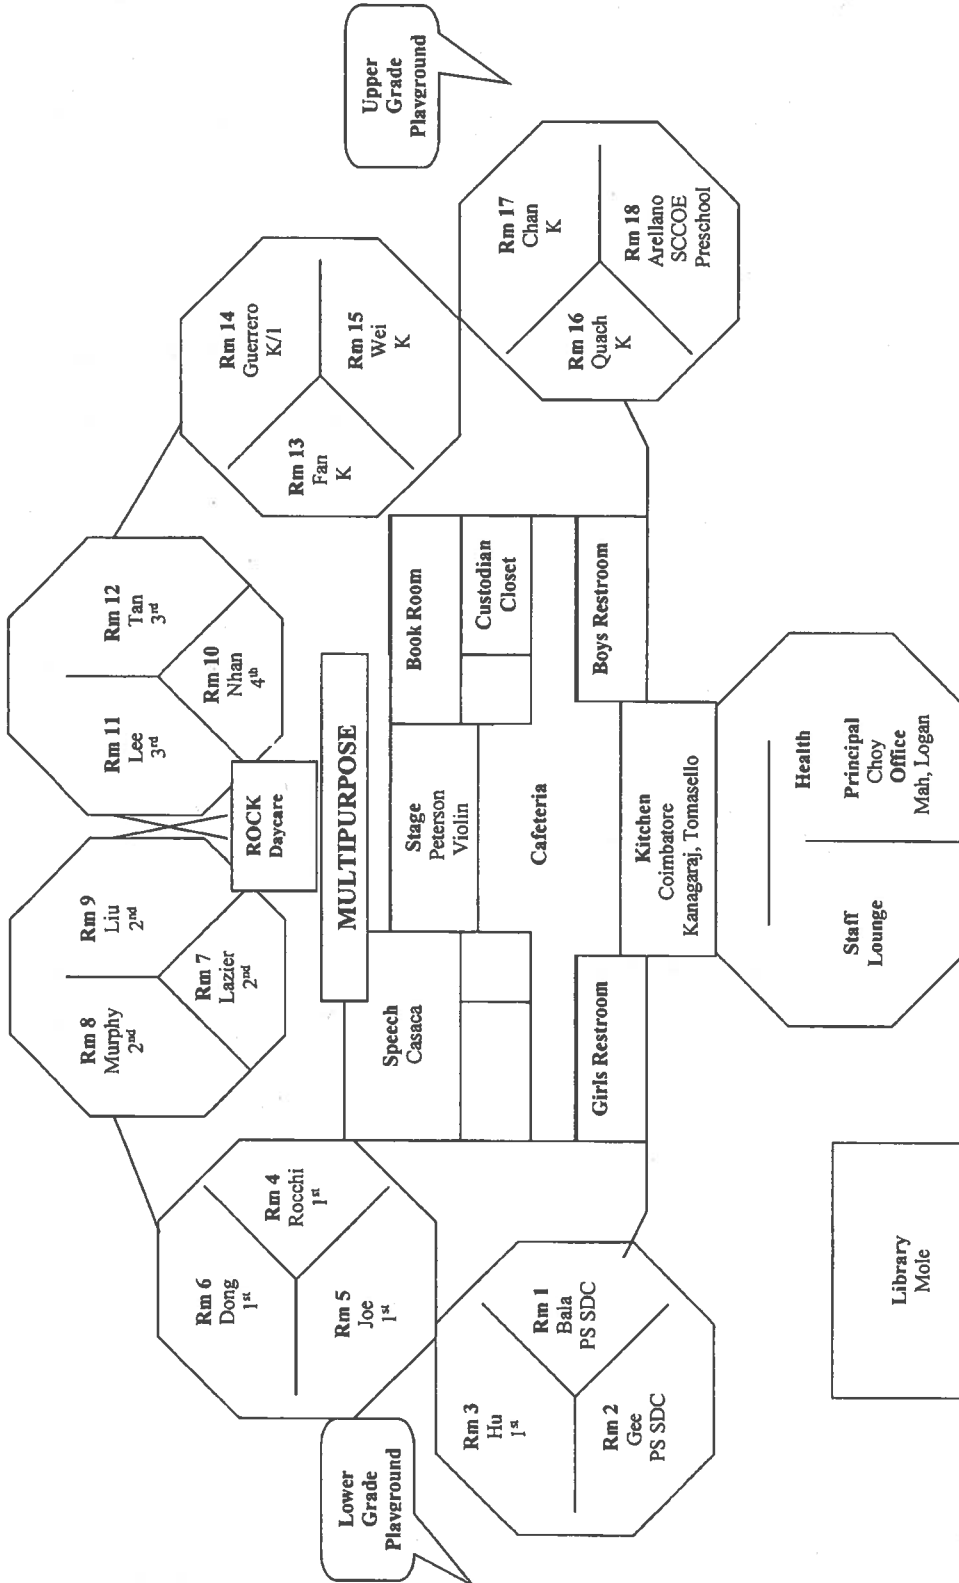 Upper
Grade
Playground
Rm 8
Murphy
2nd
Rm 9
Liu
2nd
Rm 7
Lazier
2nd
Rm 11
Lee
3rd
Rm 12
Tan
3rd
Rm 10
Nhan
4th
ROCK
Daycare
Rm 6
Dong
1st
Rm 4
Rocchi
1st
Rm 5
Joe
1st
MULTIPURPOSE
Rm 14
Guerrero
K/1
Rm 13
Fan
K
Rm 15
Wei
K
Lower
Grade
Playground
Speech
Casaca
Stage
Peterson
Violin
Book Room
Custodian
Closet
Cafeteria
Rm 3
Hu
1st
Rm 1
Bala
PS SDC
Rm 2
Gee
PS SDC
Girls Restroom
Boys Restroom
Rm 17
Chan
K
Rm 16
Quach
K
Rm 18
Arellano
SCCOE
Preschool
Kitchen
Coimbatore
Kanagaraj, Tomasello
Health
Staff
Lounge
Principal
Choy
Office
Mah, Logan
Library
Mole